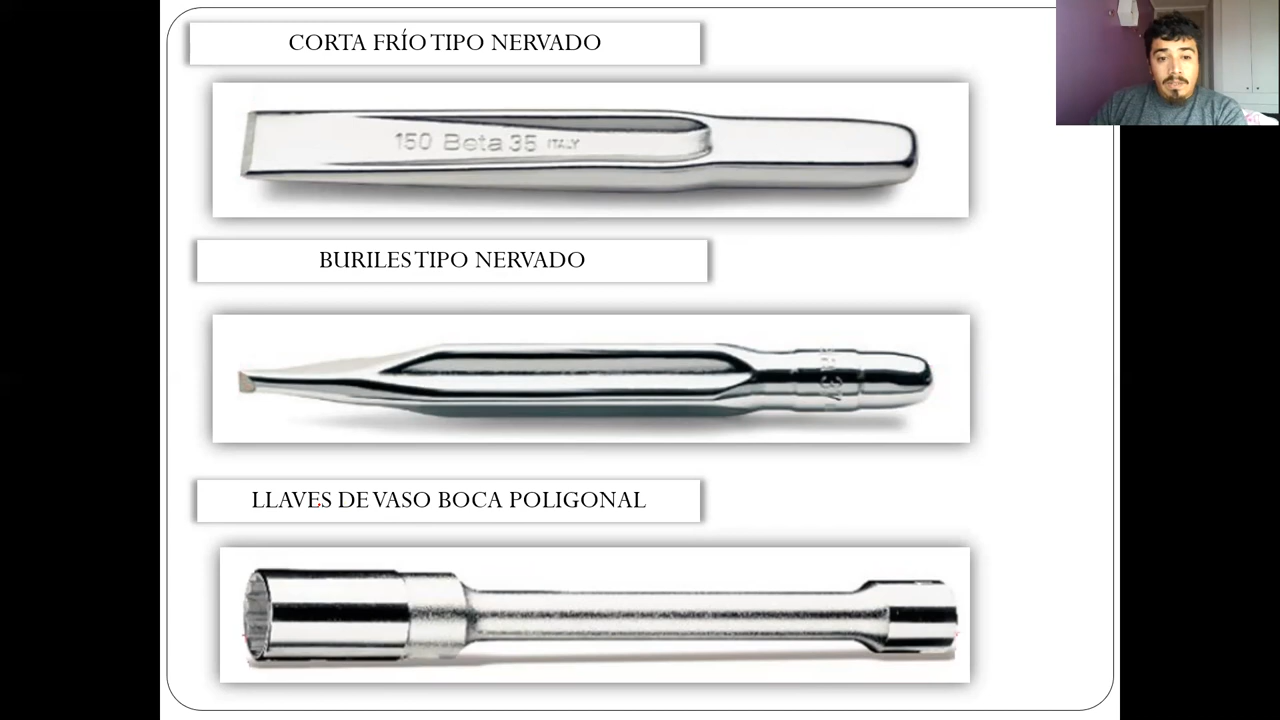 CORTA FRÍO TIPO NERVADO
150 Beta 35 ITALY
BURILES TIPO NERVADO
LLAVES DE VASO BOCA POLIGONAL